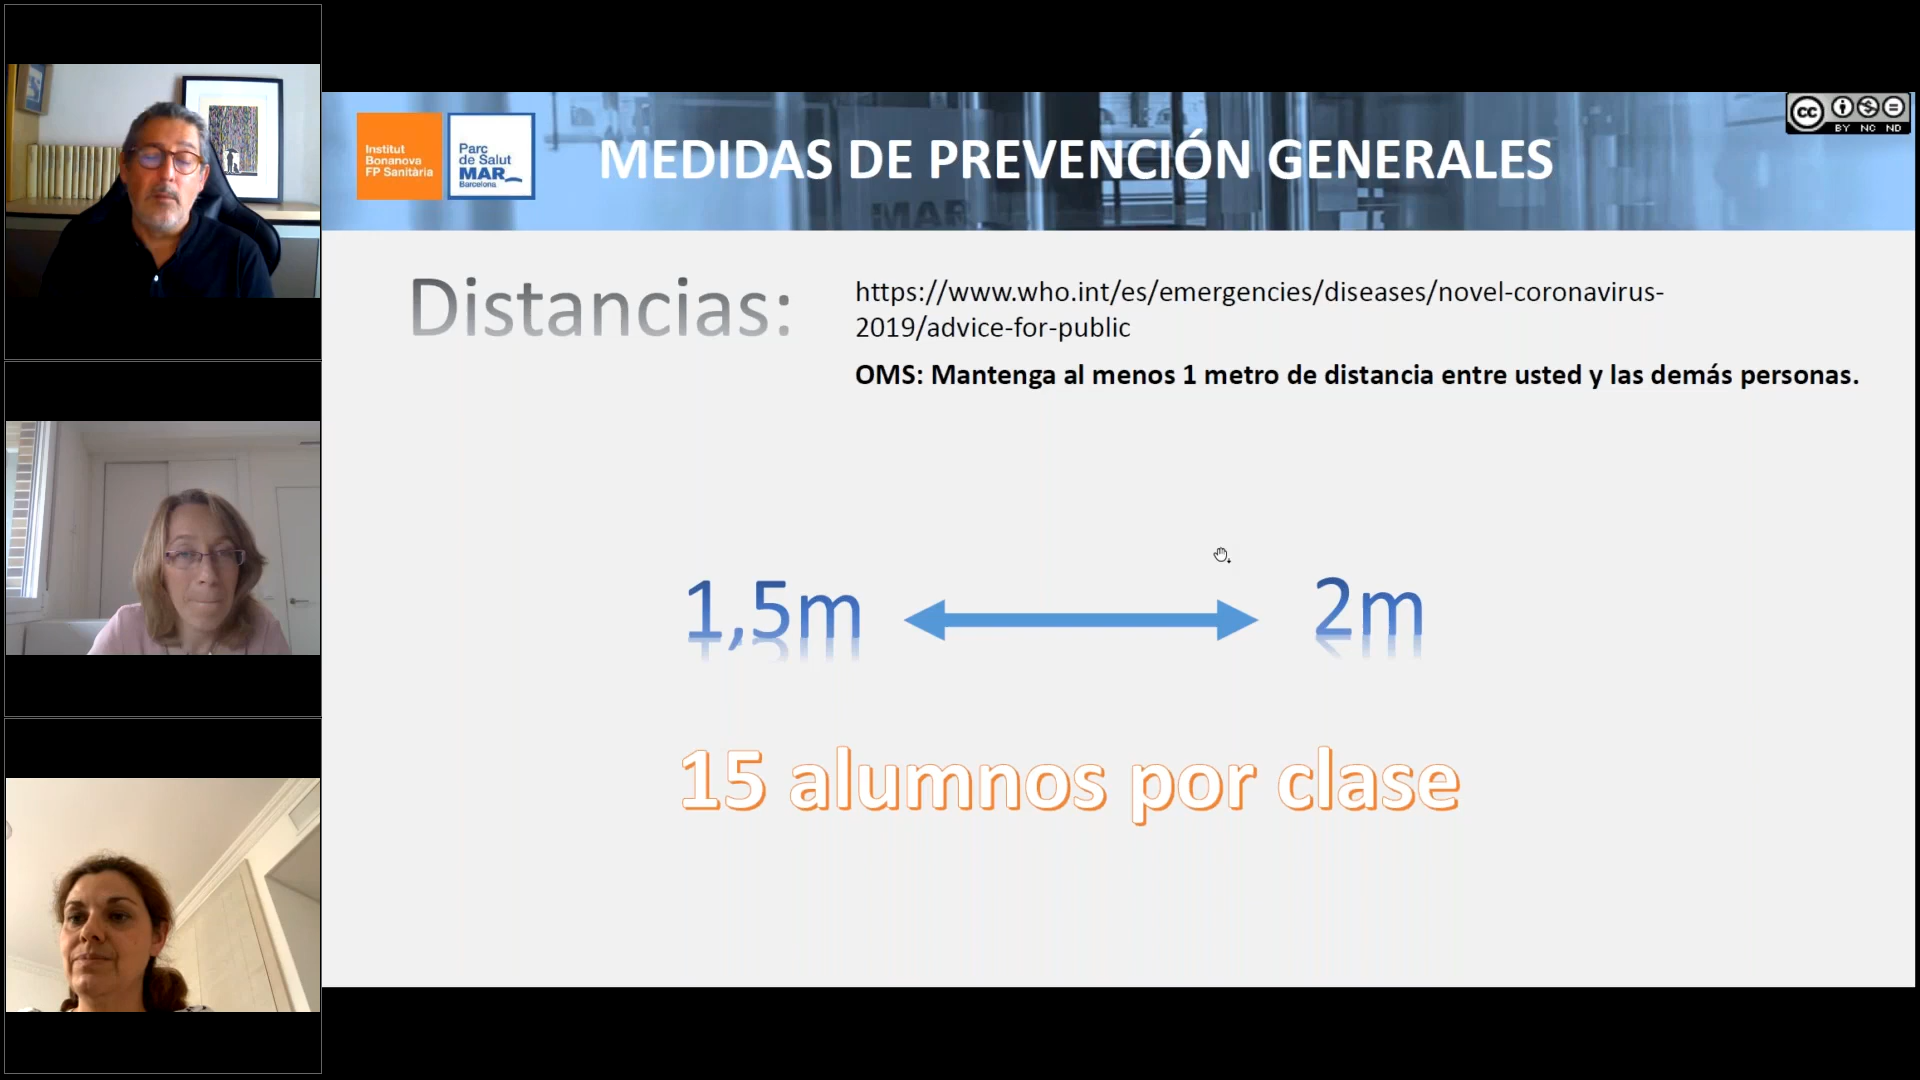 Institut
Bonanova
FP Sanitària
Parc
de Salut
MAR
Barcelona
MEDIDAS DE PREVENCIÓN GENERALES
cc
BY NC ND
MAR
Distancias:
https://www.who.int/es/emergencies/diseases/novel-coronavirus-
2019/advice-for-public
OMS: Mantenga al menos 1 metro de distancia entre usted y las demás personas.
1,5m
2m
15 alumnos por clase